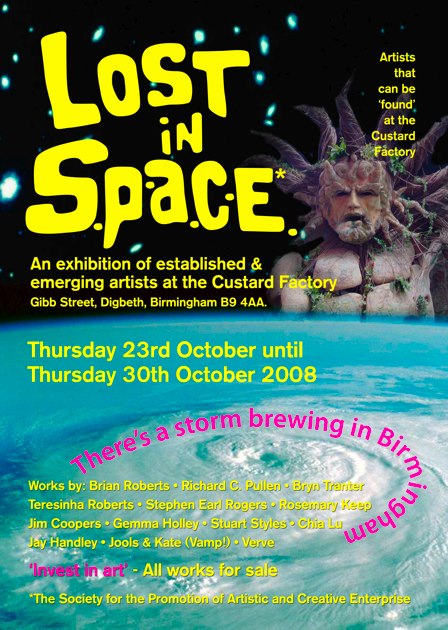 LOST
IN
S.P.A.C.E.*
Artists
that
can be
'found'
at the
Custard
Factory
An exhibition of established &
emerging artists at the Custard Factory
Gibb Street, Digbeth, Birmingham B9 4AA.
Thursday 23rd October until
Thursday 30th October 2008
There's a storm brewing in Birmingham
Works by: Brian Roberts • Richard C. Pullen • Bryn Tranter
Teresinha Roberts • Stephen Earl Rogers • Rosemary Keep
Jim Coopers • Gemma Holley • Stuart Styles • Chia Lu
Jay Handley • Jools & Kate (Vamp!) • Verve
'Invest in art' - All works for sale
*The Society for the Promotion of Artistic and Creative Enterprise